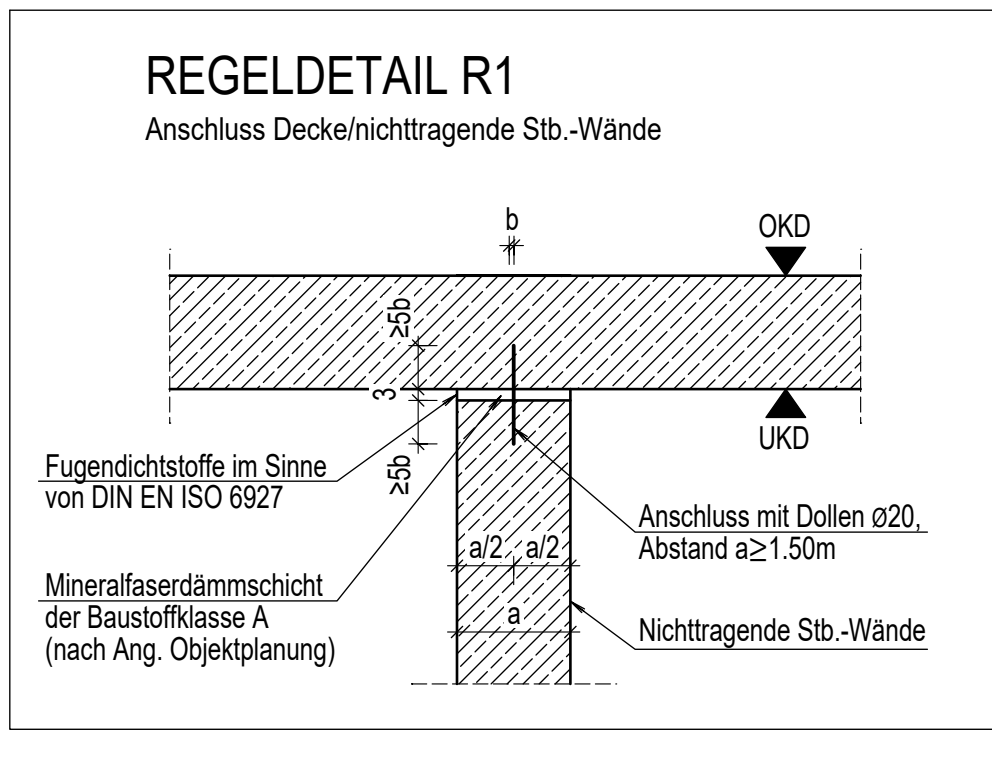 REGELDETAIL R1
Anschluss Decke/nichttragende Stb.-Wände
b
OKD
≥5b
3
≥5b
UKD
Fugendichtstoffe im Sinne
von DIN EN ISO 6927
Anschluss mit Dollen Ø20,
Abstand a≥1.50m
a/2 a/2
Mineralfaserdämmschicht
der Baustoffklasse A
(nach Ang. Objektplanung)
a
Nichttragende Stb.-Wände